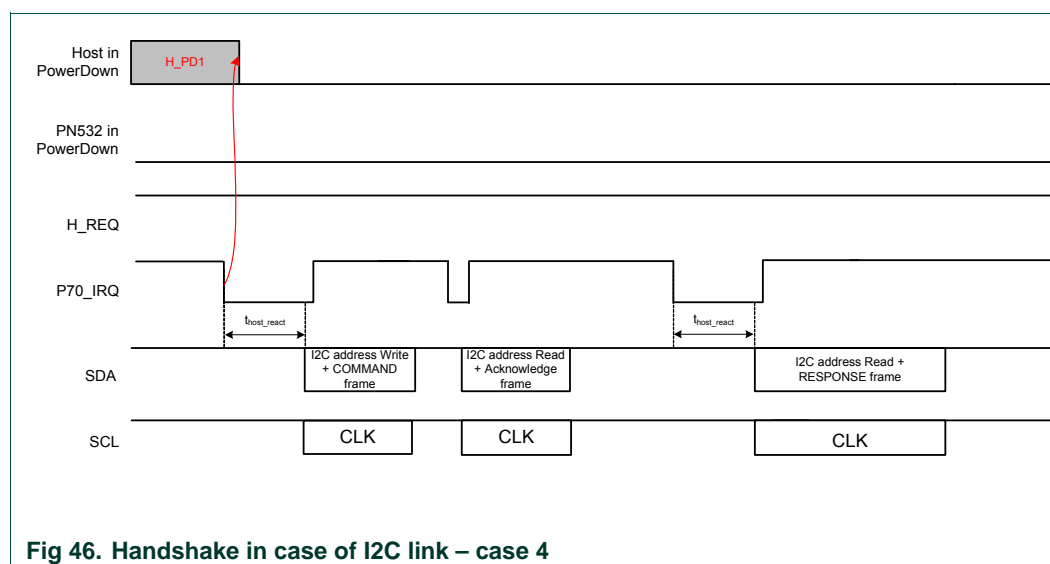 Host in
PowerDown
H_PD1
PN532 in
PowerDown
H_REQ
P70_IRQ
thost_react
thost_react
SDA
I2C address Write
+ COMMAND
frame
I2C address Read
+ Acknowledge
frame
I2C address Read +
RESPONSE frame
SCL
CLK
CLK
CLK
Fig 46. Handshake in case of I2C link – case 4